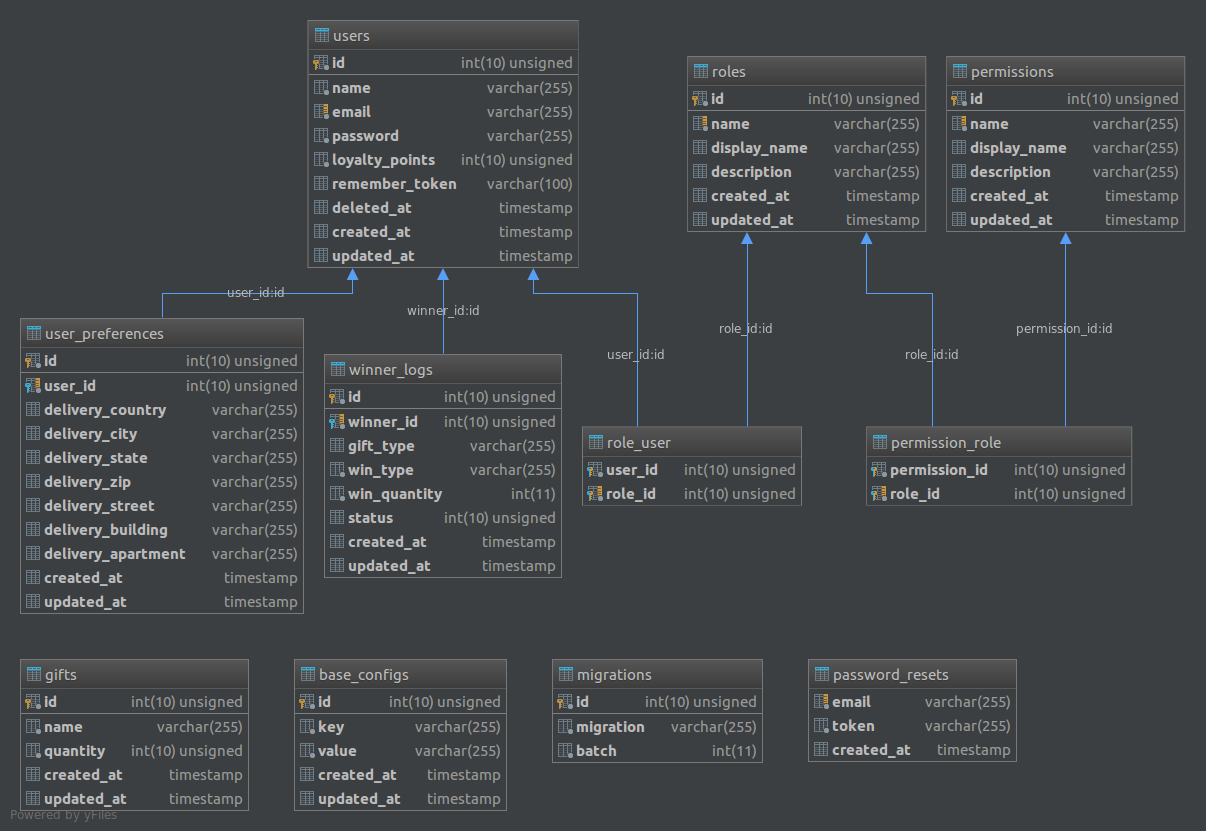 users
id int(10) unsigned
name varchar(255)
email varchar(255)
password varchar(255)
loyalty_points int(10) unsigned
remember_token varchar(100)
deleted_at timestamp
created_at timestamp
updated_at timestamp
roles
id int(10) unsigned
name varchar(255)
display_name varchar(255)
description varchar(255)
created_at timestamp
updated_at timestamp
permissions
id int(10) unsigned
name varchar(255)
display_name varchar(255)
description varchar(255)
created_at timestamp
updated_at timestamp
user_id:id
winner_id:id
user_id:id
role_id:id
role_id:id
permission_id:id
user_preferences
id int(10) unsigned
user_id int(10) unsigned
delivery_country varchar(255)
delivery_city varchar(255)
delivery_state varchar(255)
delivery_zip varchar(255)
delivery_street varchar(255)
delivery_building varchar(255)
delivery_apartment varchar(255)
created_at timestamp
updated_at timestamp
winner_logs
id int(10) unsigned
winner_id int(10) unsigned
gift_type varchar(255)
win_type varchar(255)
win_quantity int(11)
status int(10) unsigned
created_at timestamp
updated_at timestamp
role_user
user_id int(10) unsigned
role_id int(10) unsigned
permission_role
permission_id int(10) unsigned
role_id int(10) unsigned
gifts
id int(10) unsigned
name varchar(255)
quantity int(10) unsigned
created_at timestamp
updated_at timestamp
base_configs
id int(10) unsigned
key varchar(255)
value varchar(255)
created_at timestamp
updated_at timestamp
migrations
id int(10) unsigned
migration varchar(255)
batch int(11)
password_resets
email varchar(255)
token varchar(255)
created_at timestamp
Powered by yFiles